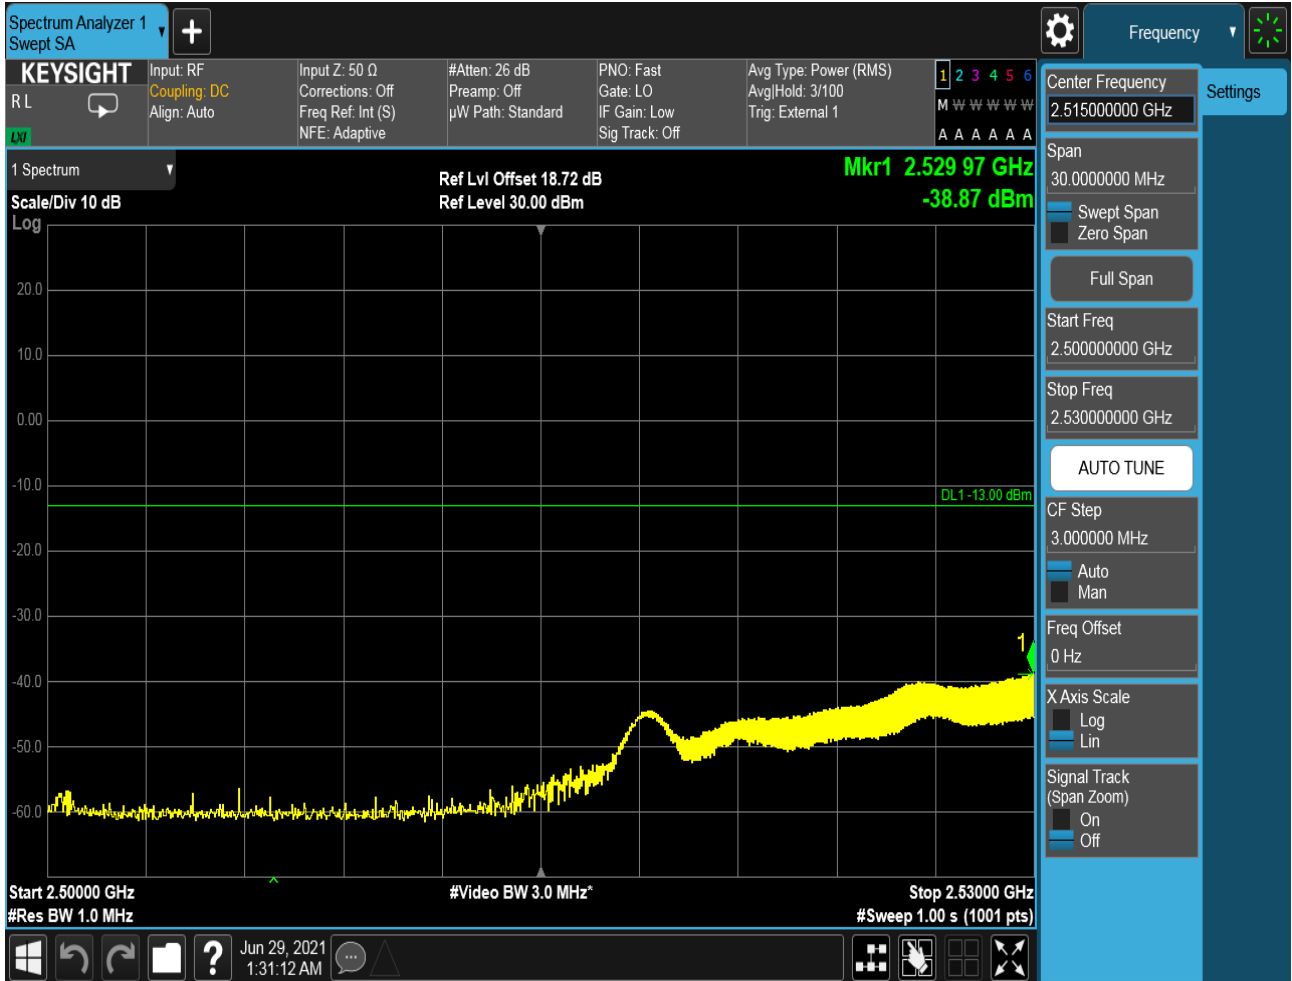 Spectrum Analyzer 1
Swept SA
Frequency
KEYSIGHT
R L
LXI
Input: RF
Coupling: DC
Align: Auto
Input Z: 50 Ω
Corrections: Off
Freq Ref: Int (S)
NFE: Adaptive
#Atten: 26 dB
Preamp: Off
µW Path: Standard
PNO: Fast
Gate: LO
IF Gain: Low
Sig Track: Off
Avg Type: Power (RMS)
Avg|Hold: 3/100
Trig: External 1
1 2 3 4 5 6
M W W W W W
A A A A A A
1 Spectrum
Scale/Div 10 dB
Log
Ref Lvl Offset 18.72 dB
Ref Level 30.00 dBm
Mkr1 2.529 97 GHz
-38.87 dBm
20.0
10.0
0.00
-10.0
DL1 -13.00 dBm
-20.0
-30.0
1
-40.0
-50.0
-60.0
Start 2.50000 GHz
#Video BW 3.0 MHz*
Stop 2.53000 GHz
#Res BW 1.0 MHz
#Sweep 1.00 s (1001 pts)
Jun 29, 2021
1:31:12 AM
?
Center Frequency
2.515000000 GHz
Settings
Span
30.0000000 MHz
Swept Span
Zero Span
Full Span
Start Freq
2.500000000 GHz
Stop Freq
2.530000000 GHz
AUTO TUNE
CF Step
3.000000 MHz
Auto
Man
Freq Offset
0 Hz
X Axis Scale
Log
Lin
Signal Track
(Span Zoom)
On
Off